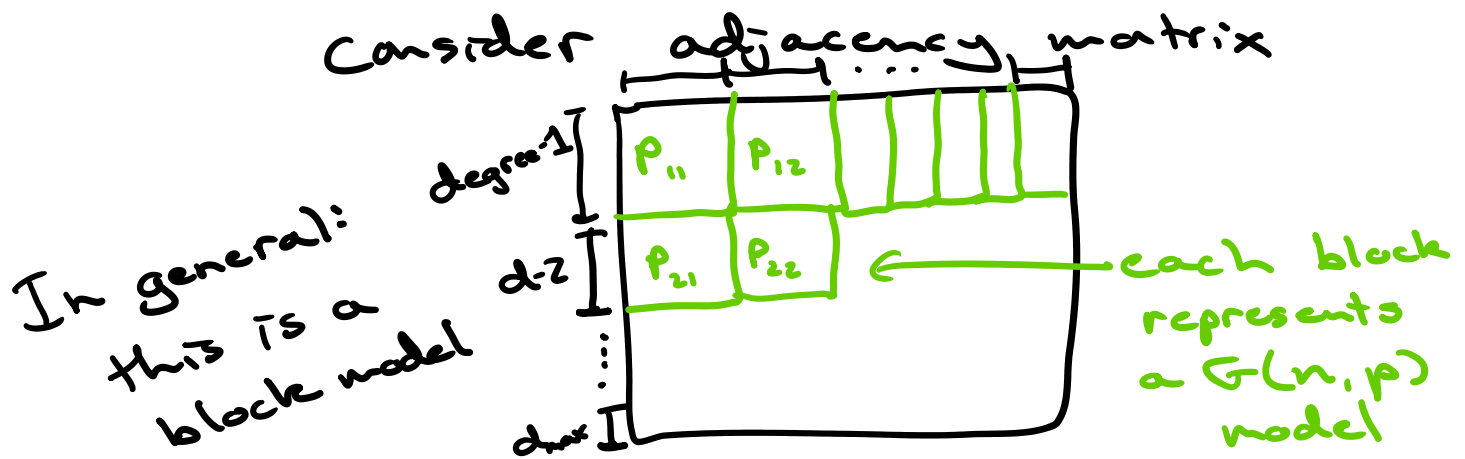 Consider adjacency matrix
....
degree-1
P11 P12
In general:
this is a
block model
d-2
P21 P22
each block
represents
a G(n,p)
model
⋮
dmax